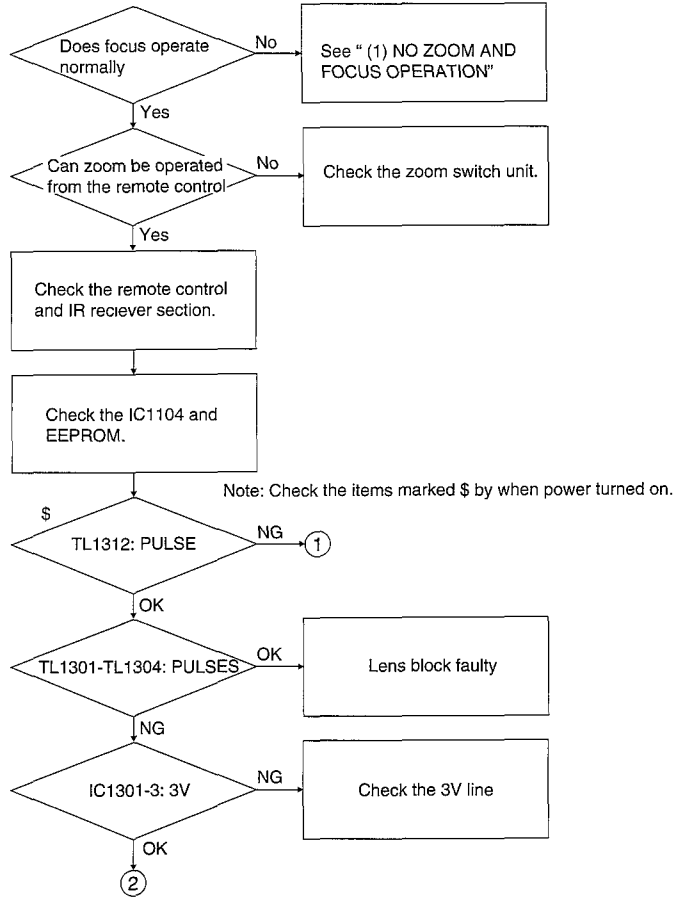 Does focus operate
normally
No
See “ (1) NO ZOOM AND
FOCUS OPERATION”
Yes
Can zoom be operated
from the remote control
No
Check the zoom switch unit.
Yes
Check the remote control
and IR reciever section.
Check the IC1104 and
EEPROM.
Note: Check the items marked $ by when power turned on.
$
TL1312: PULSE
NG
1
OK
TL1301-TL1304: PULSES
OK
Lens block faulty
NG
IC1301-3: 3V
NG
Check the 3V line
OK
2